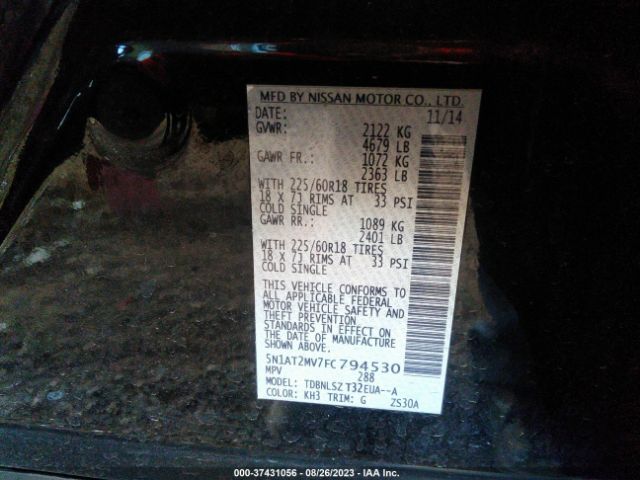 MFD BY NISSAN MOTOR CO., LTD.
DATE: 11/14
GVWR: 2122 KG
4679 LB
GAWR FR.: 1072 KG
2363 LB
WITH 225/60R18 TIRES
18 X 7J RIMS AT 33 PSI
COLD SINGLE
GAWR RR.: 1089 KG
2401 LB
WITH 225/60R18 TIRES
18 X 7J RIMS AT 33 PSI
COLD SINGLE
THIS VEHICLE CONFORMS TO
ALL APPLICABLE FEDERAL
MOTOR VEHICLE SAFETY AND
THEFT PREVENTION
STANDARDS IN EFFECT ON
THE DATE OF MANUFACTURE
SHOWN ABOVE.
5N1AT2MV7FC794530
MPV 288
MODEL: TDBNLSZ T32EUA--A
COLOR: KH3 TRIM: G ZS30A
000-37431056 - 08/26/2023 - IAA Inc.